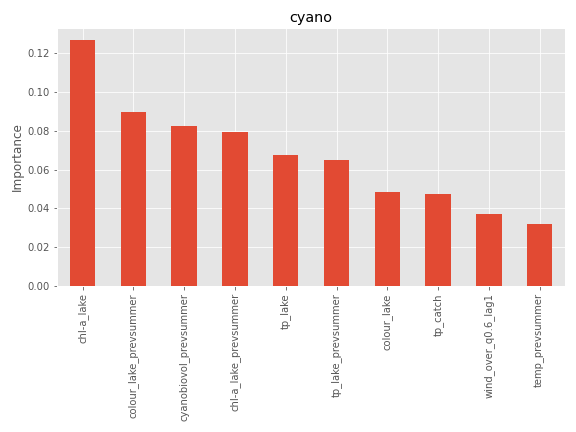 cyano
Importance
0.12
0.10
0.08
0.06
0.04
0.02
0.00
chl-a_lake
colour_lake_prevsummer
cyanobiovol_prevsummer
chl-a_lake_prevsummer
tp_lake
tp_lake_prevsummer
colour_lake
tp_catch
wind_over_q0.6_lag1
temp_prevsummer